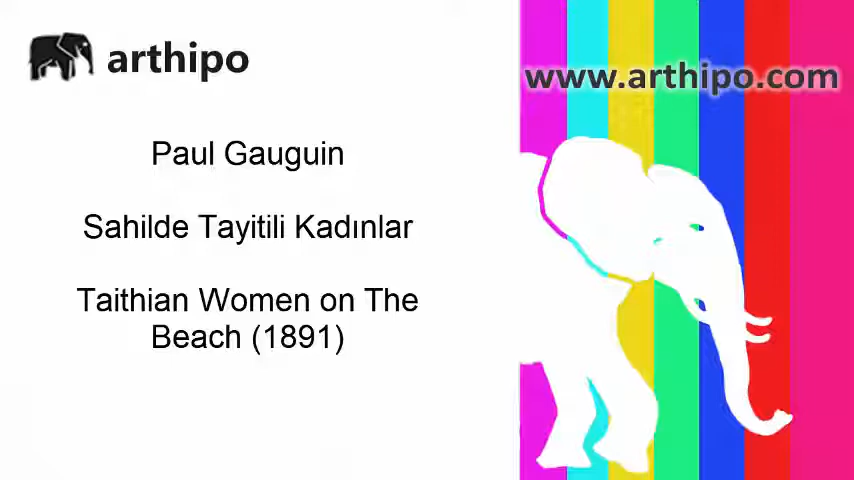 arthipo
www.arthipo.com
Paul Gauguin
Sahilde Tayitili Kadınlar
Taithian Women on The
Beach (1891)